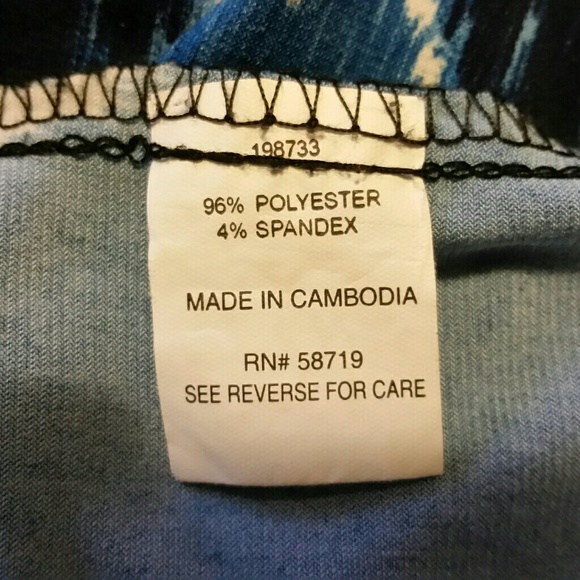 198733
96% POLYESTER
4% SPANDEX
MADE IN CAMBODIA
RN# 58719
SEE REVERSE FOR CARE